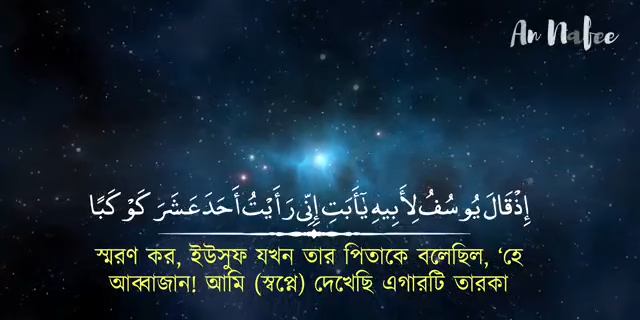 An Nafee
إِذْ قَالَ يُوسُفُ لِأَبِيهِ يَٰٓأَبَتِ إِنِّى رَأَيْتُ أَحَدَ عَشَرَ كَوْكَبًا
স্মরণ কর, ইউসুফ যখন তার পিতাকে বলেছিল, ‘হে
আব্বাজান! আমি (স্বপ্নে) দেখেছি এগারটি তারকা